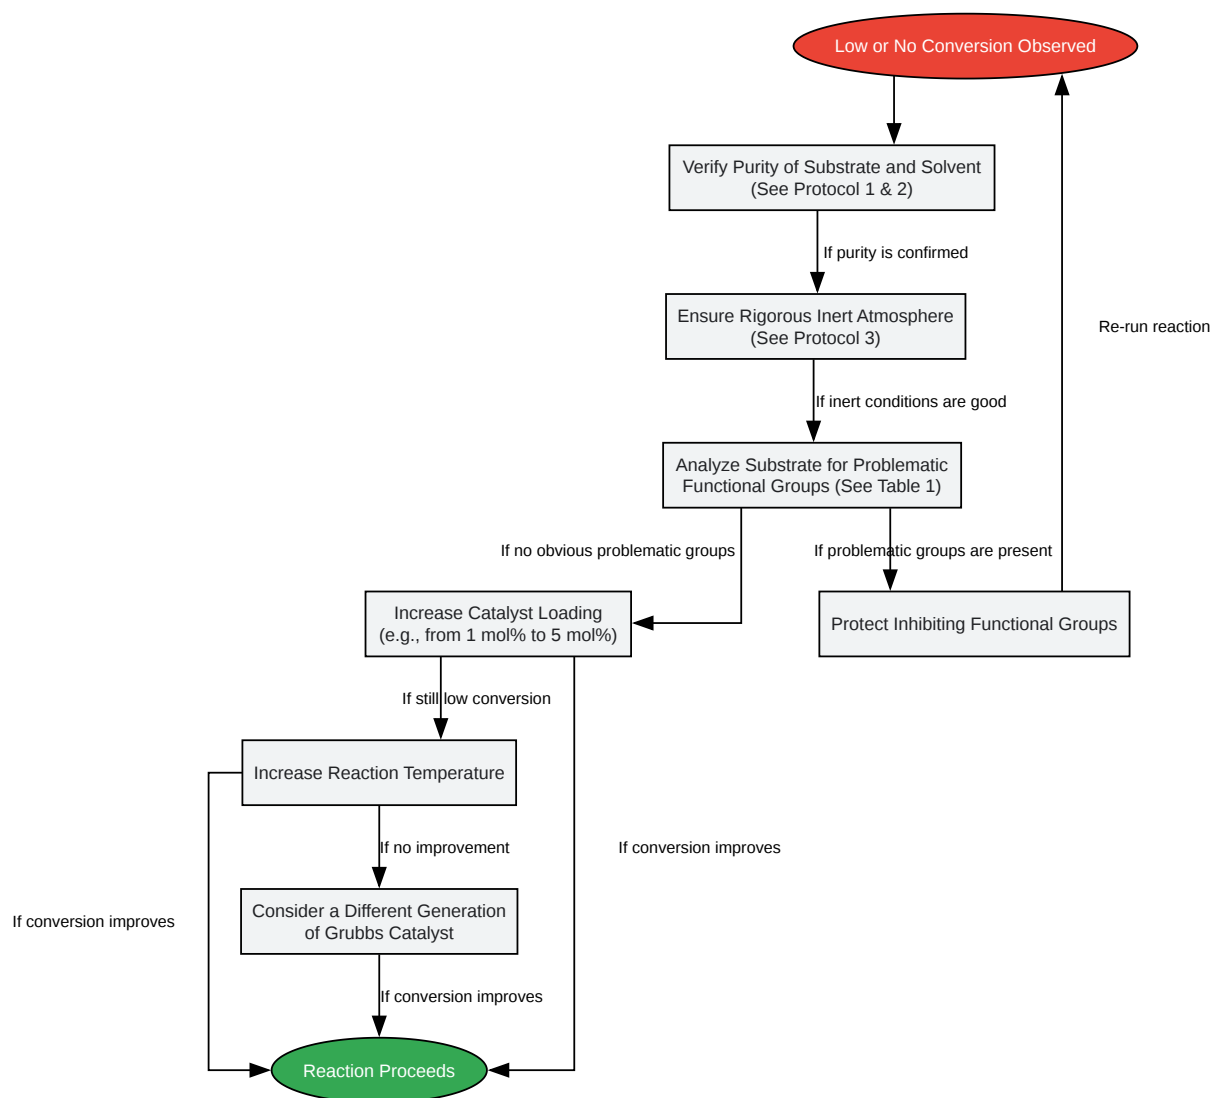 Low or No Conversion Observed
Verify Purity of Substrate and Solvent
(See Protocol 1 & 2)
If purity is confirmed
Ensure Rigorous Inert Atmosphere
(See Protocol 3)
Re-run reaction
If inert conditions are good
Analyze Substrate for Problematic
Functional Groups (See Table 1)
If no obvious problematic groups
If problematic groups are present
Increase Catalyst Loading
(e.g., from 1 mol% to 5 mol%)
Protect Inhibiting Functional Groups
If still low conversion
Increase Reaction Temperature
If no improvement
If conversion improves
Consider a Different Generation
of Grubbs Catalyst
If conversion improves
If conversion improves
Reaction Proceeds